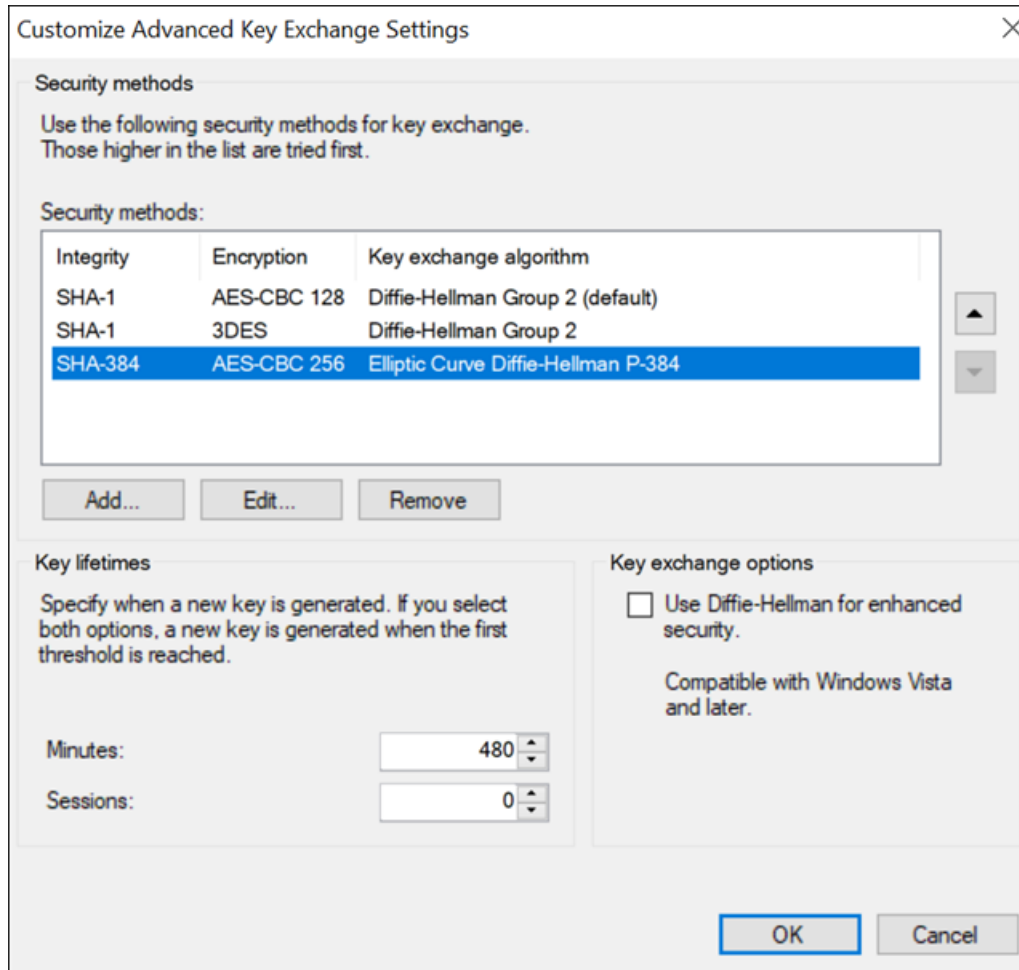 Customize Advanced Key Exchange Settings
Security methods
Use the following security methods for key exchange.
Those higher in the list are tried first.
Security methods:
Integrity Encryption Key exchange algorithm
SHA-1 AES-CBC 128 Diffie-Hellman Group 2 (default)
SHA-1 3DES Diffie-Hellman Group 2
SHA-384 AES-CBC 256 Elliptic Curve Diffie-Hellman P-384
Add... Edit... Remove
Key lifetimes
Specify when a new key is generated. If you select
both options, a new key is generated when the first
threshold is reached.
Minutes: 480
Sessions: 0
Key exchange options
Use Diffie-Hellman for enhanced
security.
Compatible with Windows Vista
and later.
OK Cancel